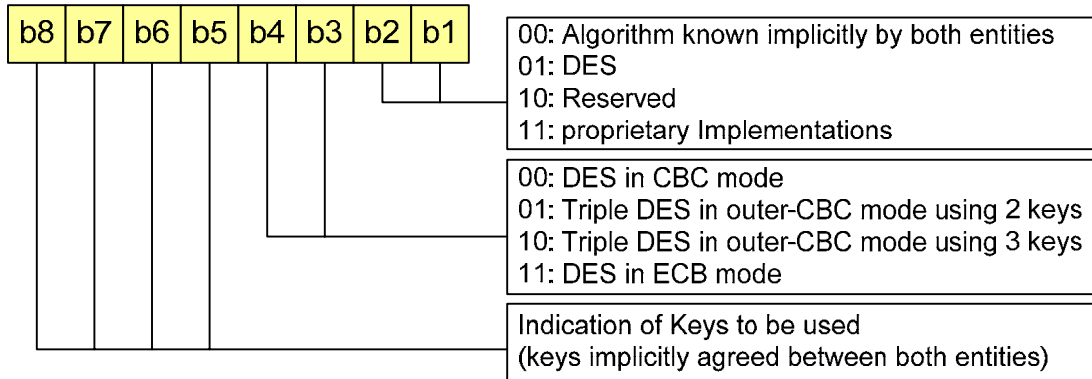 b8 b7 b6 b5 b4 b3 b2 b1
00: Algorithm known implicitly by both entities
01: DES
10: Reserved
11: proprietary Implementations
00: DES in CBC mode
01: Triple DES in outer-CBC mode using 2 keys
10: Triple DES in outer-CBC mode using 3 keys
11: DES in ECB mode
Indication of Keys to be used
(keys implicitly agreed between both entities)